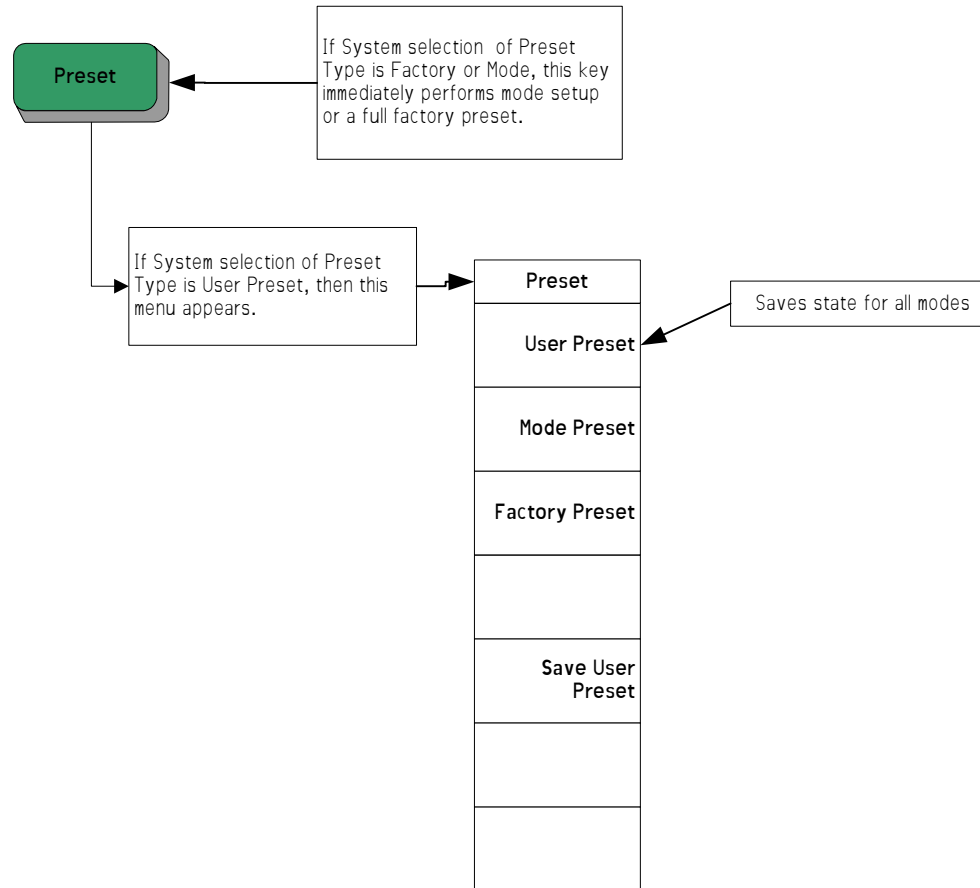 Preset
If System selection of Preset
Type is Factory or Mode, this key
immediately performs mode setup
or a full factory preset.
If System selection of Preset
Type is User Preset, then this
menu appears.
Preset
User Preset
Saves state for all modes
Mode Preset
Factory Preset
Save User
Preset